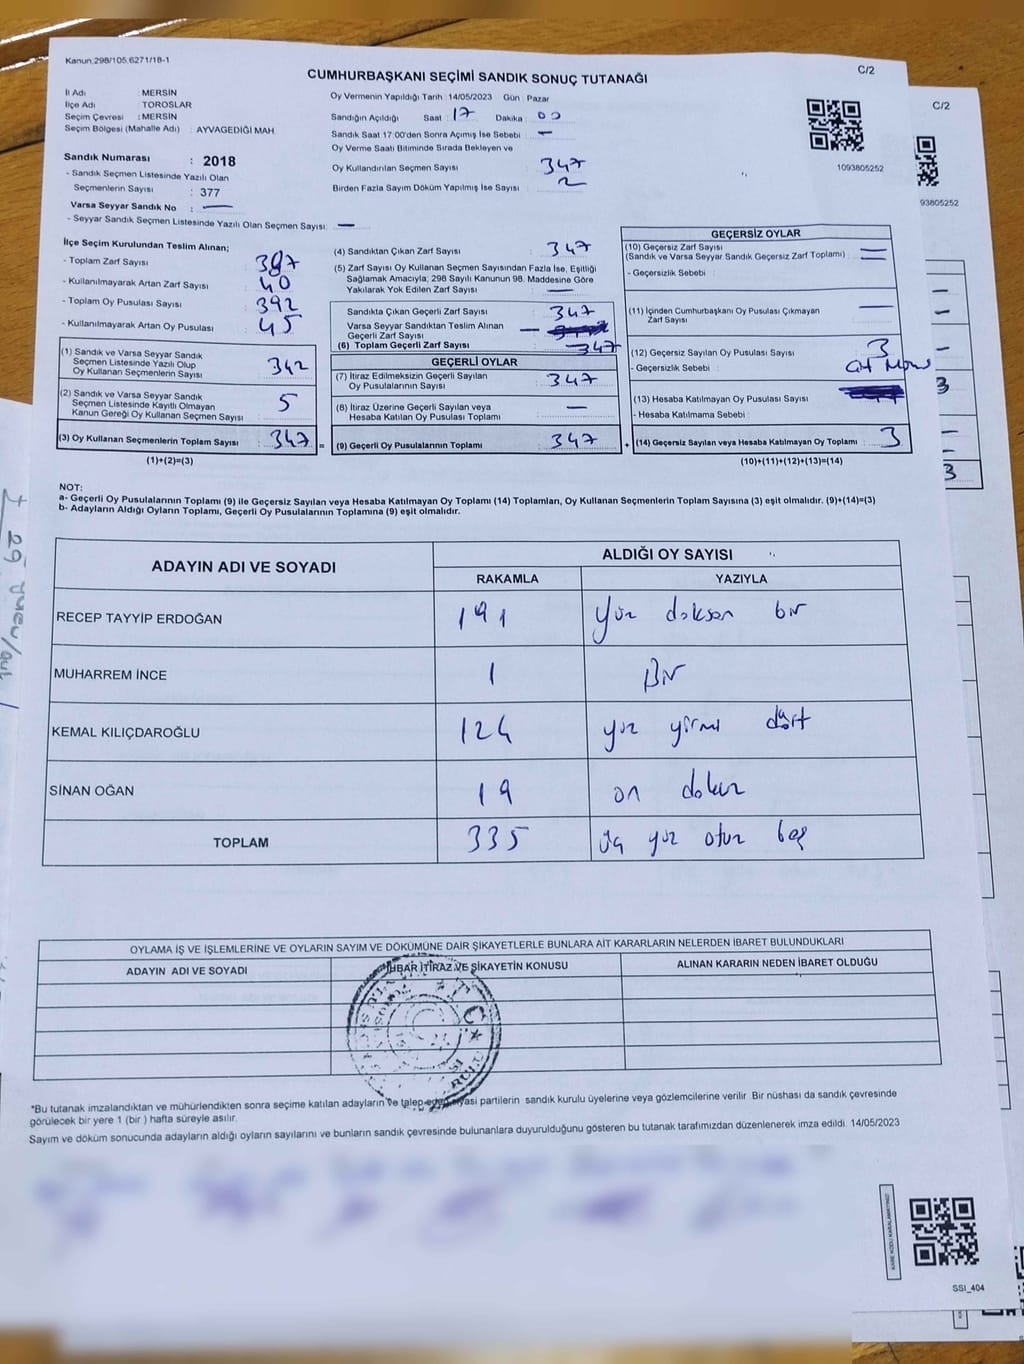 Kanun.298/105,6271/18-1
CUMHURBAŞKANI SEÇİMİ SANDIK SONUÇ TUTANAĞI
C/2
İl Adı : MERSİN
İlçe Adı : TOROSLAR
Seçim Çevresi : MERSİN
Seçim Bölgesi (Mahalle Adı) : AYVAGEDİĞİ MAH.
Sandık Numarası : 2018
- Sandık Seçmen Listesinde Yazılı Olan
Seçmenlerin Sayısı : 377
Varsa Seyyar Sandık No : —
- Seyyar Sandık Seçmen Listesinde Yazılı Olan Seçmen Sayısı: —
Oy Vermenin Yapıldığı Tarih : 14/05/2023 Gün : Pazar
Sandığın Açıldığı Saat : 17 Dakika : 00
Sandık Saat 17:00'den Sonra Açımış İse Sebebi : —
Oy Verme Saati Bitiminde Sırada Bekleyen ve
Oy Kullandırılan Seçmen Sayısı : 347
Birden Fazla Sayım Döküm Yapılmış İse Sayısı : 2
1093805252
C/2
93805252
İlçe Seçim Kurulundan Teslim Alınan;
- Toplam Zarf Sayısı : 387
- Kullanılmayarak Artan Zarf Sayısı : 40
- Toplam Oy Pusulası Sayısı : 392
- Kullanılmayarak Artan Oy Pusulası : 45
(1) Sandık ve Varsa Seyyar Sandık
Seçmen Listesinde Yazılı Olup
Oy Kullanan Seçmenlerin Sayısı : 342
(2) Sandık ve Varsa Seyyar Sandık
Seçmen Listesinde Kayıtlı Olmayan
Kanun Gereği Oy Kullanan Seçmen Sayısı : 5
(3) Oy Kullanan Seçmenlerin Toplam Sayısı : 347 =
(1)+(2)=(3)
(4) Sandıktan Çıkan Zarf Sayısı : 347
(5) Zarf Sayısı Oy Kullanan Seçmen Sayısından Fazla İse, Eşitliği
Sağlamak Amacıyla; 298 Sayılı Kanunun 98. Maddesine Göre
Yakılarak Yok Edilen Zarf Sayısı : —
Sandıkta Çıkan Geçerli Zarf Sayısı : 347
Varsa Seyyar Sandıktan Teslim Alınan
Geçerli Zarf Sayısı : —
(6) Toplam Geçerli Zarf Sayısı : 347
GEÇERLİ OYLAR
(7) İtiraz Edilmeksizin Geçerli Sayılan
Oy Pusulalarının Sayısı : 347
(8) İtiraz Üzerine Geçerli Sayılan veya
Hesaba Katılan Oy Pusulası Toplamı : —
(9) Geçerli Oy Pusulalarının Toplamı : 347 +
GEÇERSİZ OYLAR
(10) Geçersiz Zarf Sayısı
(Sandık ve Varsa Seyyar Sandık Geçersiz Zarf Toplamı) : —
- Geçersizlik Sebebi : —
(11) İçinden Cumhurbaşkanı Oy Pusulası Çıkmayan
Zarf Sayısı : —
(12) Geçersiz Sayılan Oy Pusulası Sayısı : 3
- Geçersizlik Sebebi :
(13) Hesaba Katılmayan Oy Pusulası Sayısı :
- Hesaba Katılmama Sebebi :
(14) Geçersiz Sayılan veya Hesaba Katılmayan Oy Toplamı : 3
(10)+(11)+(12)+(13)=(14)
3
3
NOT:
a- Geçerli Oy Pusulalarının Toplamı (9) ile Geçersiz Sayılan veya Hesaba Katılmayan Oy Toplamı (14) Toplamları, Oy Kullanan Seçmenlerin Toplam Sayısına (3) eşit olmalıdır. (9)+(14)=(3)
b- Adayların Aldığı Oyların Toplamı, Geçerli Oy Pusulalarının Toplamına (9) eşit olmalıdır.
ADAYIN ADI VE SOYADI ALDIĞI OY SAYISI
RAKAMLA YAZIYLA
RECEP TAYYİP ERDOĞAN 191 yüz doksan bir
MUHARREM İNCE 1 Bir
KEMAL KILIÇDAROĞLU 124 yüz yirmi dört
SİNAN OĞAN 19 on dokuz
TOPLAM 335 üç yüz otuz beş
OYLAMA İŞ VE İŞLEMLERİNE VE OYLARIN SAYIM VE DÖKÜMÜNE DAİR ŞİKAYETLERLE BUNLARA AİT KARARLARIN NELERDEN İBARET BULUNDUKLARI
ADAYIN ADI VE SOYADI İHBAR İTİRAZ VE ŞİKAYETİN KONUSU ALINAN KARARIN NEDEN İBARET OLDUĞU
*Bu tutanak imzalandıktan ve mühürlendikten sonra seçime katılan adayların ve talep eden siyasi partilerin sandık kurulu üyelerine veya gözlemcilerine verilir. Bir nüshası da sandık çevresinde
görülecek bir yere 1 (bir ) hafta süreyle asılır.
Sayım ve döküm sonucunda adayların aldığı oyların sayılarını ve bunların sandık çevresinde bulunanlara duyurulduğunu gösteren bu tutanak tarafımızdan düzenlenerek imza edildi. 14/05/2023
KARE KODU KARALAMAYINIZ!
SSI_404